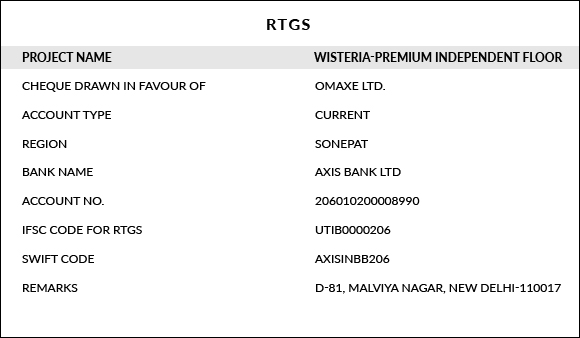 RTGS
PROJECT NAME WISTERIA-PREMIUM INDEPENDENT FLOOR
CHEQUE DRAWN IN FAVOUR OF OMAXE LTD.
ACCOUNT TYPE CURRENT
REGION SONEPAT
BANK NAME AXIS BANK LTD
ACCOUNT NO. 206010200008990
IFSC CODE FOR RTGS UTIB0000206
SWIFT CODE AXISINBB206
REMARKS D-81, MALVIYA NAGAR, NEW DELHI-110017